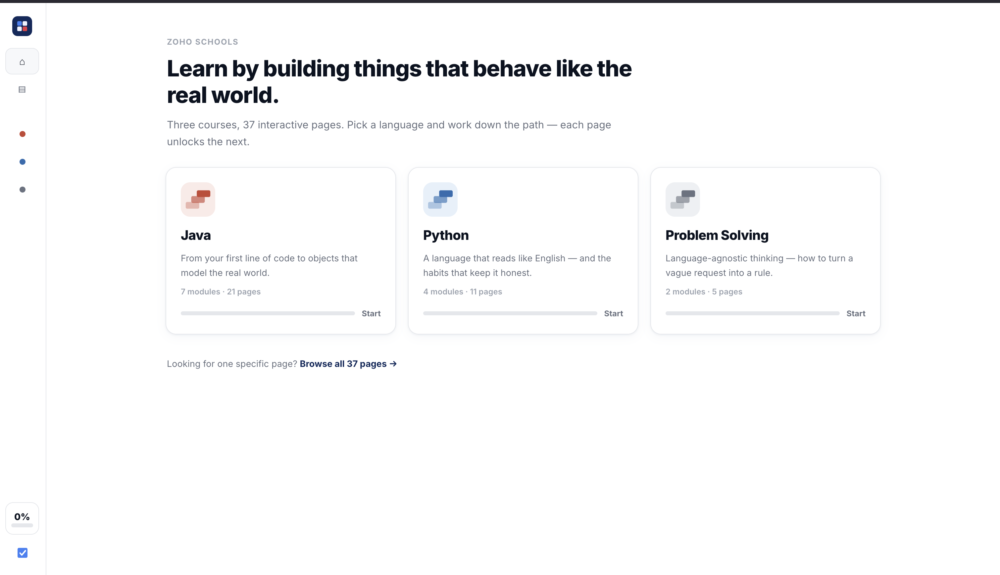 ZOHO SCHOOLS
Learn by building things that behave like the
real world.
Three courses, 37 interactive pages. Pick a language and work down the path — each page
unlocks the next.
Java
From your first line of code to objects that
model the real world.
7 modules · 21 pages
Start
Python
A language that reads like English — and the
habits that keep it honest.
4 modules · 11 pages
Start
Problem Solving
Language-agnostic thinking — how to turn a
vague request into a rule.
2 modules · 5 pages
Start
Looking for one specific page? Browse all 37 pages →
0%